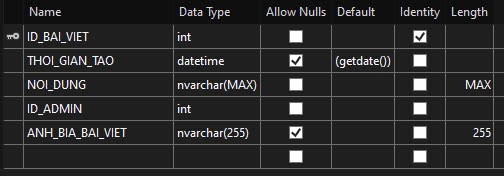 Name Data Type Allow Nulls Default Identity Length
ID_BAI_VIET int
THOI_GIAN_TAO datetime (getdate())
NOI_DUNG nvarchar(MAX) MAX
ID_ADMIN int
ANH_BIA_BAI_VIET nvarchar(255) 255